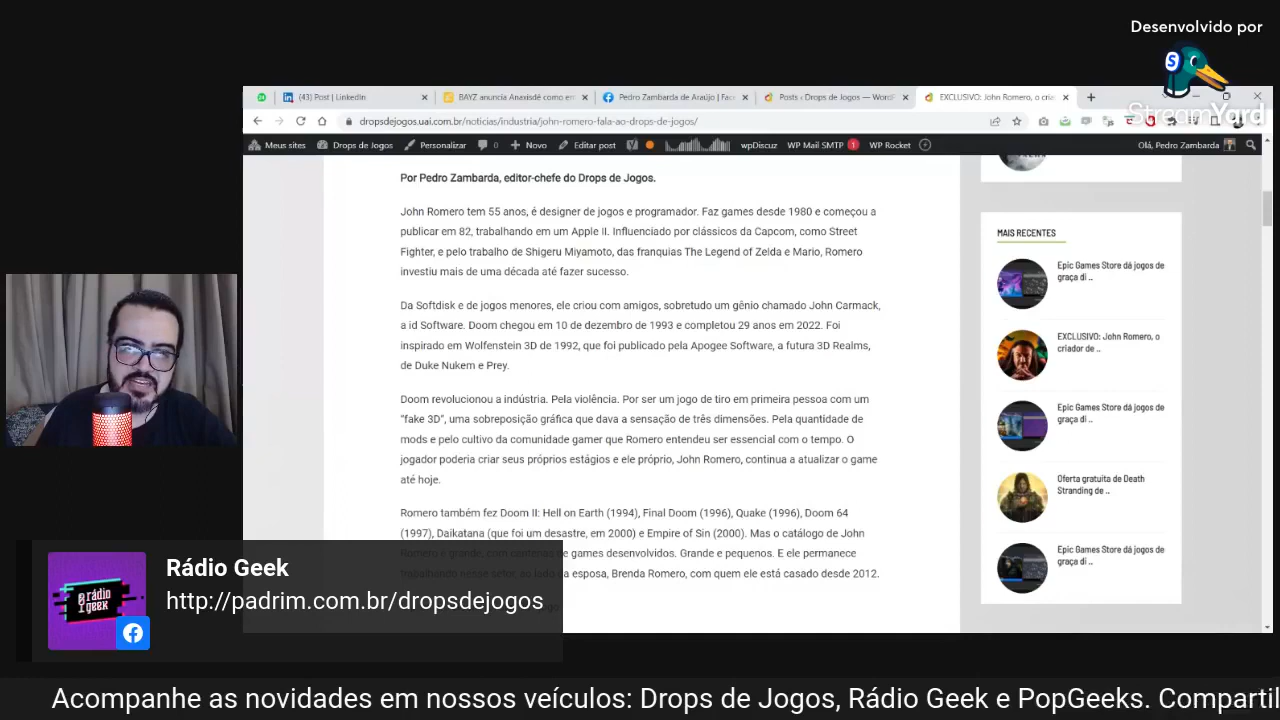 Desenvolvido por
S
StreamYard
(43) Post | LinkedIn
BAYZ anuncia Anaxisdé como en
Pedro Zambarda de Araújo | Fac
Posts ‹ Drops de Jogos — WordP
EXCLUSIVO: John Romero, o criad
dropsdejogos.uai.com.br/noticias/industria/john-romero-fala-ao-drops-de-jogos/
Meus sites
Drops de Jogos
Personalizar
0
Novo
Editar post
wpDiscuz
WP Mail SMTP
1
WP Rocket
Olá, Pedro Zambarda
Por Pedro Zambarda, editor-chefe do Drops de Jogos.
John Romero tem 55 anos, é designer de jogos e programador. Faz games desde 1980 e começou a
publicar em 82, trabalhando em um Apple II. Influenciado por clássicos da Capcom, como Street
Fighter, e pelo trabalho de Shigeru Miyamoto, das franquias The Legend of Zelda e Mario, Romero
investiu mais de uma década até fazer sucesso.
Da Softdisk e de jogos menores, ele criou com amigos, sobretudo um gênio chamado John Carmack,
a id Software. Doom chegou em 10 de dezembro de 1993 e completou 29 anos em 2022. Foi
inspirado em Wolfenstein 3D de 1992, que foi publicado pela Apogee Software, a futura 3D Realms,
de Duke Nukem e Prey.
Doom revolucionou a indústria. Pela violência. Por ser um jogo de tiro em primeira pessoa com um
"fake 3D", uma sobreposição gráfica que dava a sensação de três dimensões. Pela quantidade de
mods e pelo cultivo da comunidade gamer que Romero entendeu ser essencial com o tempo. O
jogador poderia criar seus próprios estágios e ele próprio, John Romero, continua a atualizar o game
até hoje.
Romero também fez Doom II: Hell on Earth (1994), Final Doom (1996), Quake (1996), Doom 64
(1997), Daikatana (que foi um desastre, em 2000) e Empire of Sin (2000). Mas o catálogo de John
Romero é grande, com centenas de games desenvolvidos. Grande e pequenos. E ele permanece
trabalhando nesse setor, ao lado da esposa, Brenda Romero, com quem ele está casado desde 2012.
MAIS RECENTES
Epic Games Store dá jogos de
graça di ..
EXCLUSIVO: John Romero, o
criador de ..
Epic Games Store dá jogos de
graça di ..
Oferta gratuita de Death
Stranding de ..
Epic Games Store dá jogos de
graça di ..
rádio
geek
Rádio Geek
http://padrim.com.br/dropsdejogos
Acompanhe as novidades em nossos veículos: Drops de Jogos, Rádio Geek e PopGeeks. Compartil